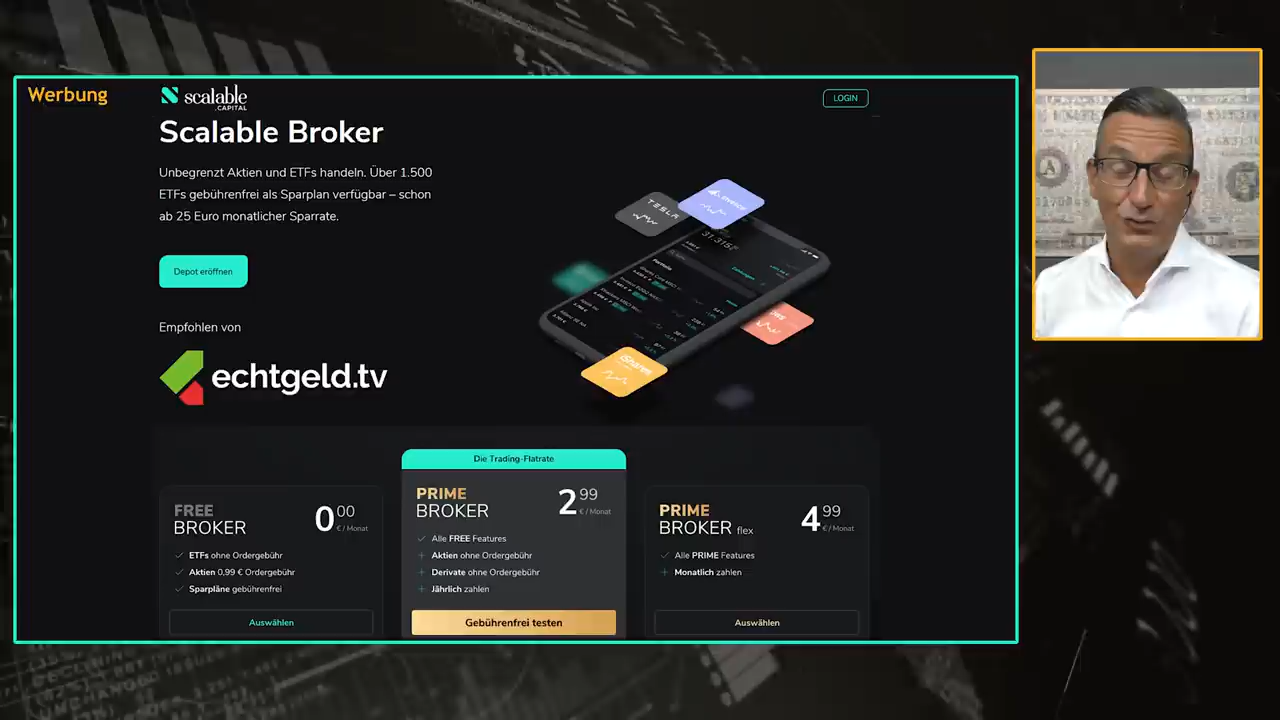 Werbung
scalable
.CAPITAL
LOGIN
Scalable Broker
Unbegrenzt Aktien und ETFs handeln. Über 1.500
ETFs gebührenfrei als Sparplan verfügbar – schon
ab 25 Euro monatlicher Sparrate.
Depot eröffnen
Empfohlen von
echtgeld.tv
TESLA
iShares
Die Trading-Flatrate
FREE
BROKER
0 00
€ / Monat
ETFs ohne Ordergebühr
Aktien 0,99 € Ordergebühr
Sparpläne gebührenfrei
Auswählen
PRIME
BROKER
2 99
€ / Monat
Alle FREE Features
Aktien ohne Ordergebühr
Derivate ohne Ordergebühr
Jährlich zahlen
Gebührenfrei testen
PRIME
BROKER flex
4 99
€ / Monat
Alle PRIME Features
Monatlich zahlen
Auswählen